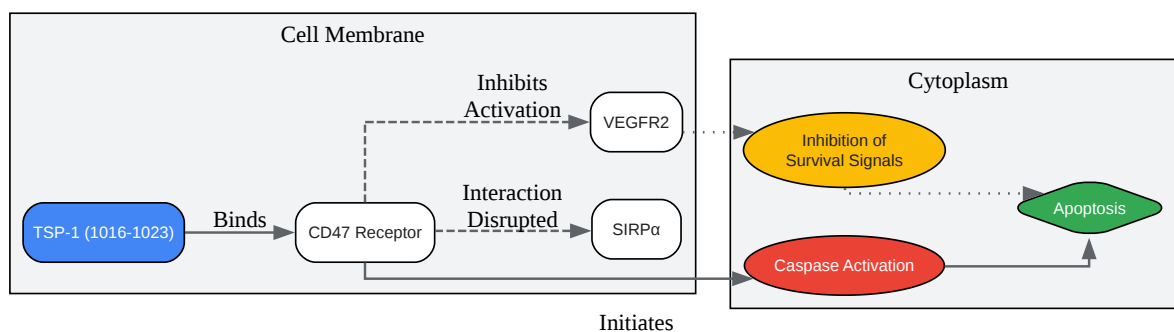 Cell Membrane
Cytoplasm
Inhibits
Activation
VEGFR2
Inhibition of
Survival Signals
Interaction
Disrupted
Apoptosis
TSP-1 (1016-1023)
Binds
CD47 Receptor
SIRPα
Caspase Activation
Initiates